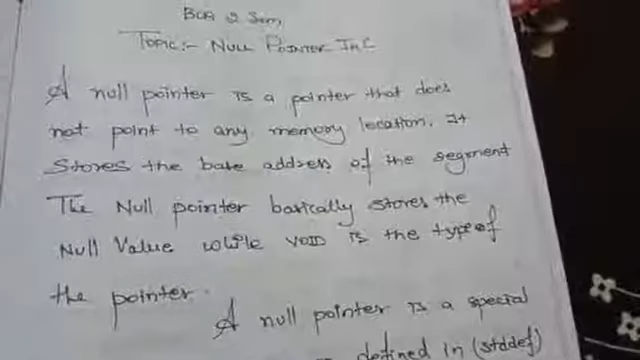 BCA 2 Sem
Topic:- NULL POINTER IN C
A null pointer is a pointer that does
not point to any memory location. It
stores the base address of the segment
The Null pointer basically stores the
Null Value while VOID is the type of
the pointer.
A null pointer is a special
defined in (stddef)